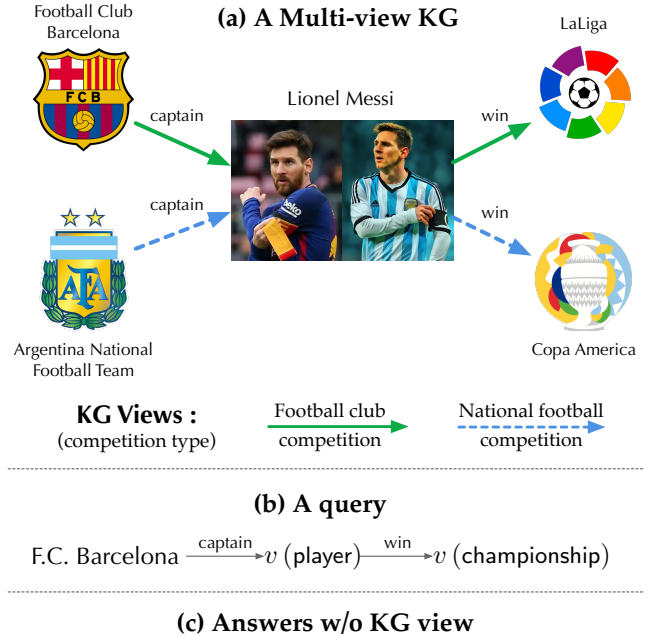 (a) A Multi-view KG
Football Club
Barcelona
LaLiga
F C B
Lionel Messi
captain
win
beko
captain
win
AFA
Argentina National
Football Team
Copa America
KG Views :
(competition type)
Football club
competition
National football
competition
(b) A query
F.C. Barcelona captain v (player) win v (championship)
(c) Answers w/o KG view